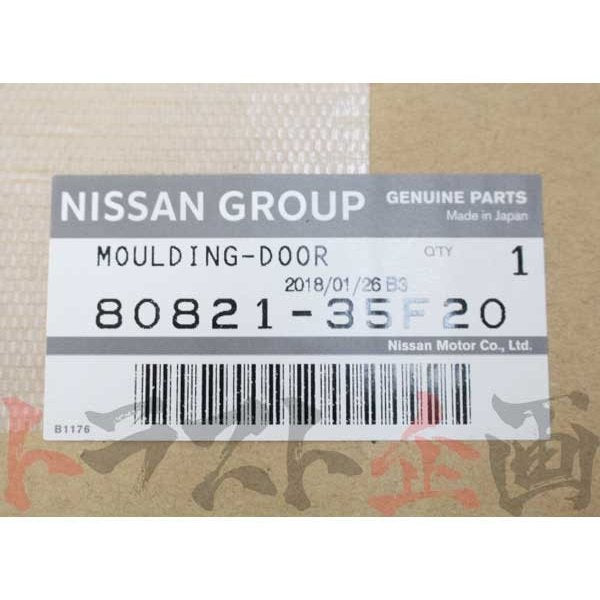 NISSAN GROUP
GENUINE PARTS
Made in Japan
MOULDING-DOOR
QTY 1
2018/01/26 B3
80821-35F20
Nissan Motor Co., Ltd.
B1176
トラスト企画